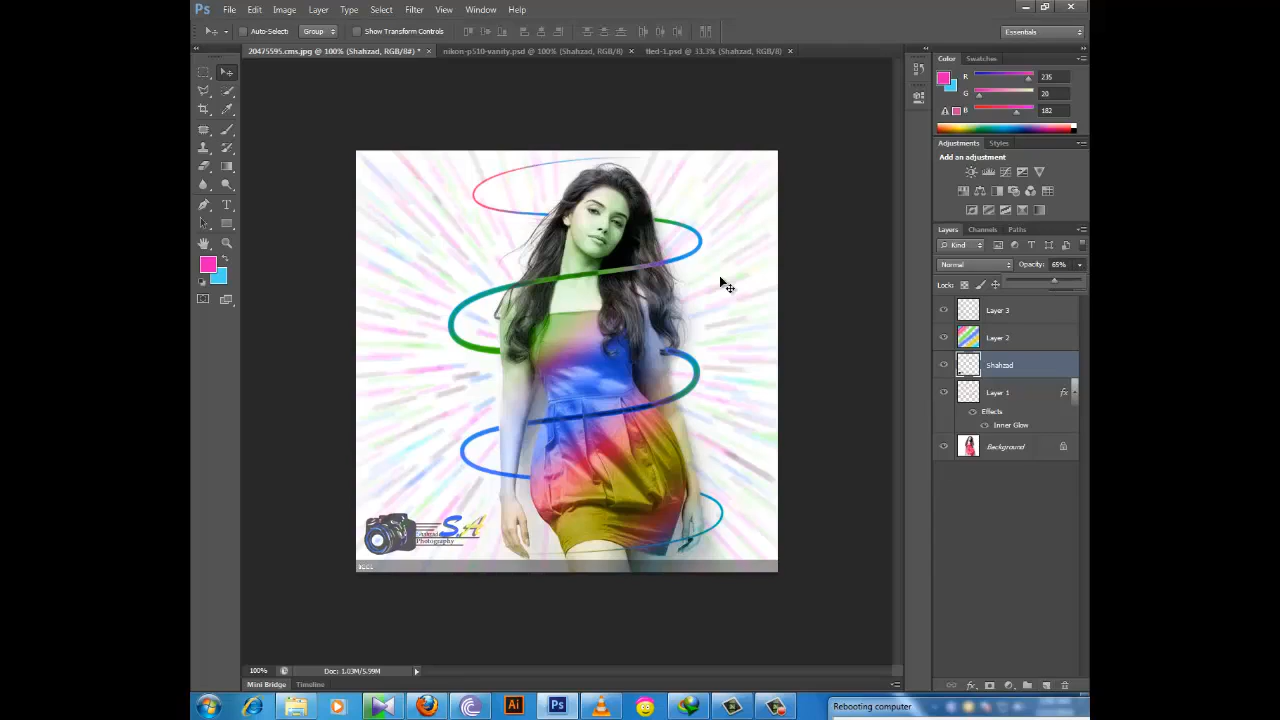 Ps File Edit Image Layer Type Select Filter View Window Help
Auto-Select: Group Show Transform Controls Essentials
20475595.cms.jpg @ 100% (Shahzad, RGB/8#) * × nikon-p510-vanity.psd @ 100% (Shahzad, RGB/8) × tled-1.psd @ 33.3% (Shahzad, RGB/8) ×
Color Swatches
R 235
G 20
B 182
Adjustments Styles
Add an adjustment
Layers Channels Paths
Kind
Normal Opacity: 65%
Lock:
Layer 3
Layer 2
Shahzad
Layer 1 fx
Effects
Inner Glow
Background
SA
Photography
100% Doc: 1.03M/5.99M
Mini Bridge Timeline
Ai Ps
Rebooting computer